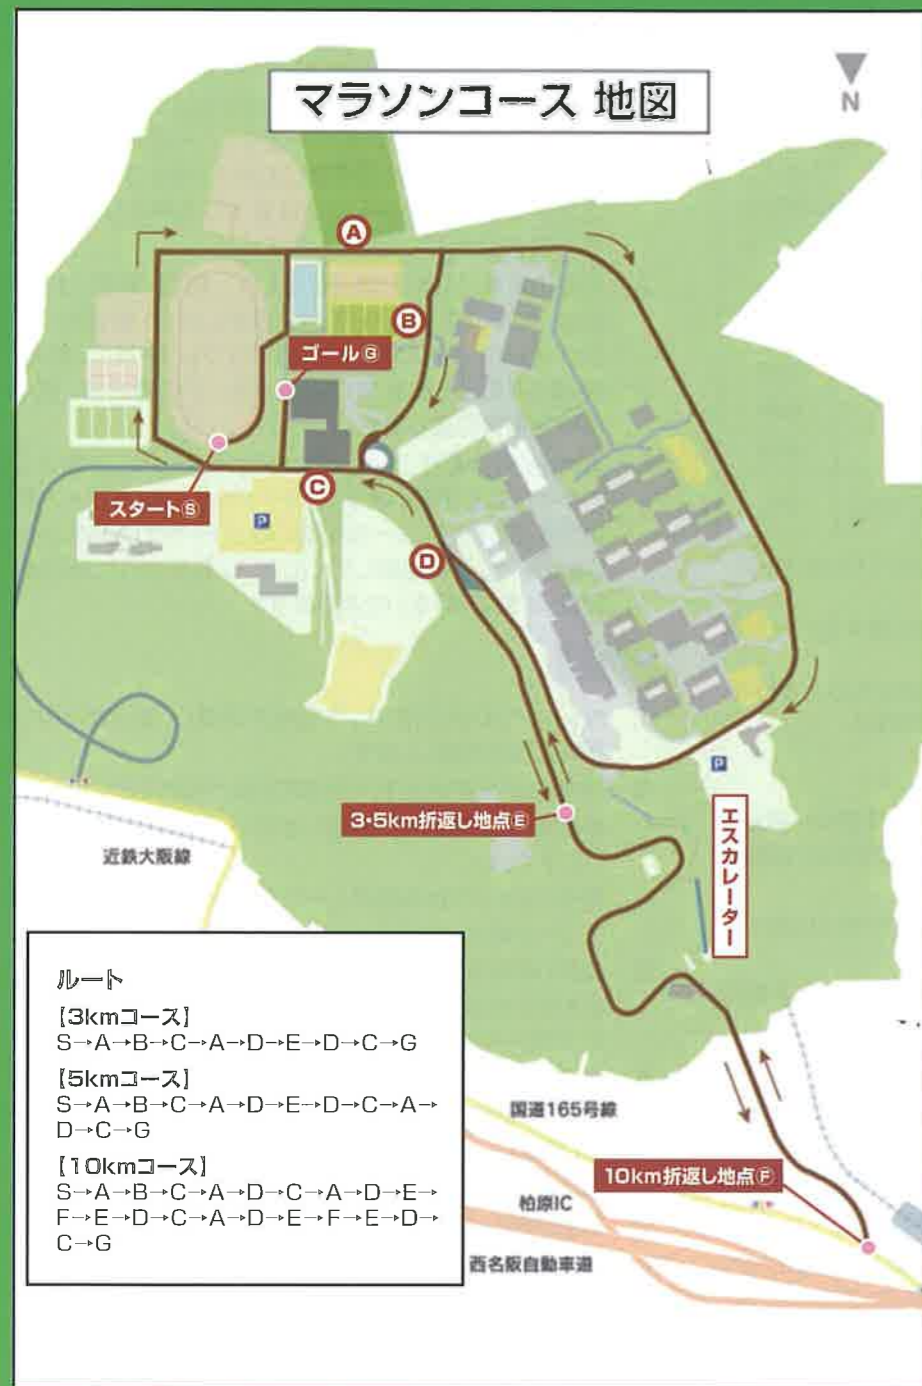 マラソンコース 地図
N
A
B
ゴールⒼ
スタートⓈ
C
P
D
P
3・5km折返し地点Ⓔ
エスカレーター
近鉄大阪線
ルート
【3kmコース】
S→A→B→C→A→D→E→D→C→G
【5kmコース】
S→A→B→C→A→D→E→D→C→A→
D→C→G
【10kmコース】
S→A→B→C→A→D→C→A→D→E→
F→E→D→C→A→D→E→F→E→D→
C→G
国道165号線
10km折返し地点Ⓕ
柏原IC
西名阪自動車道